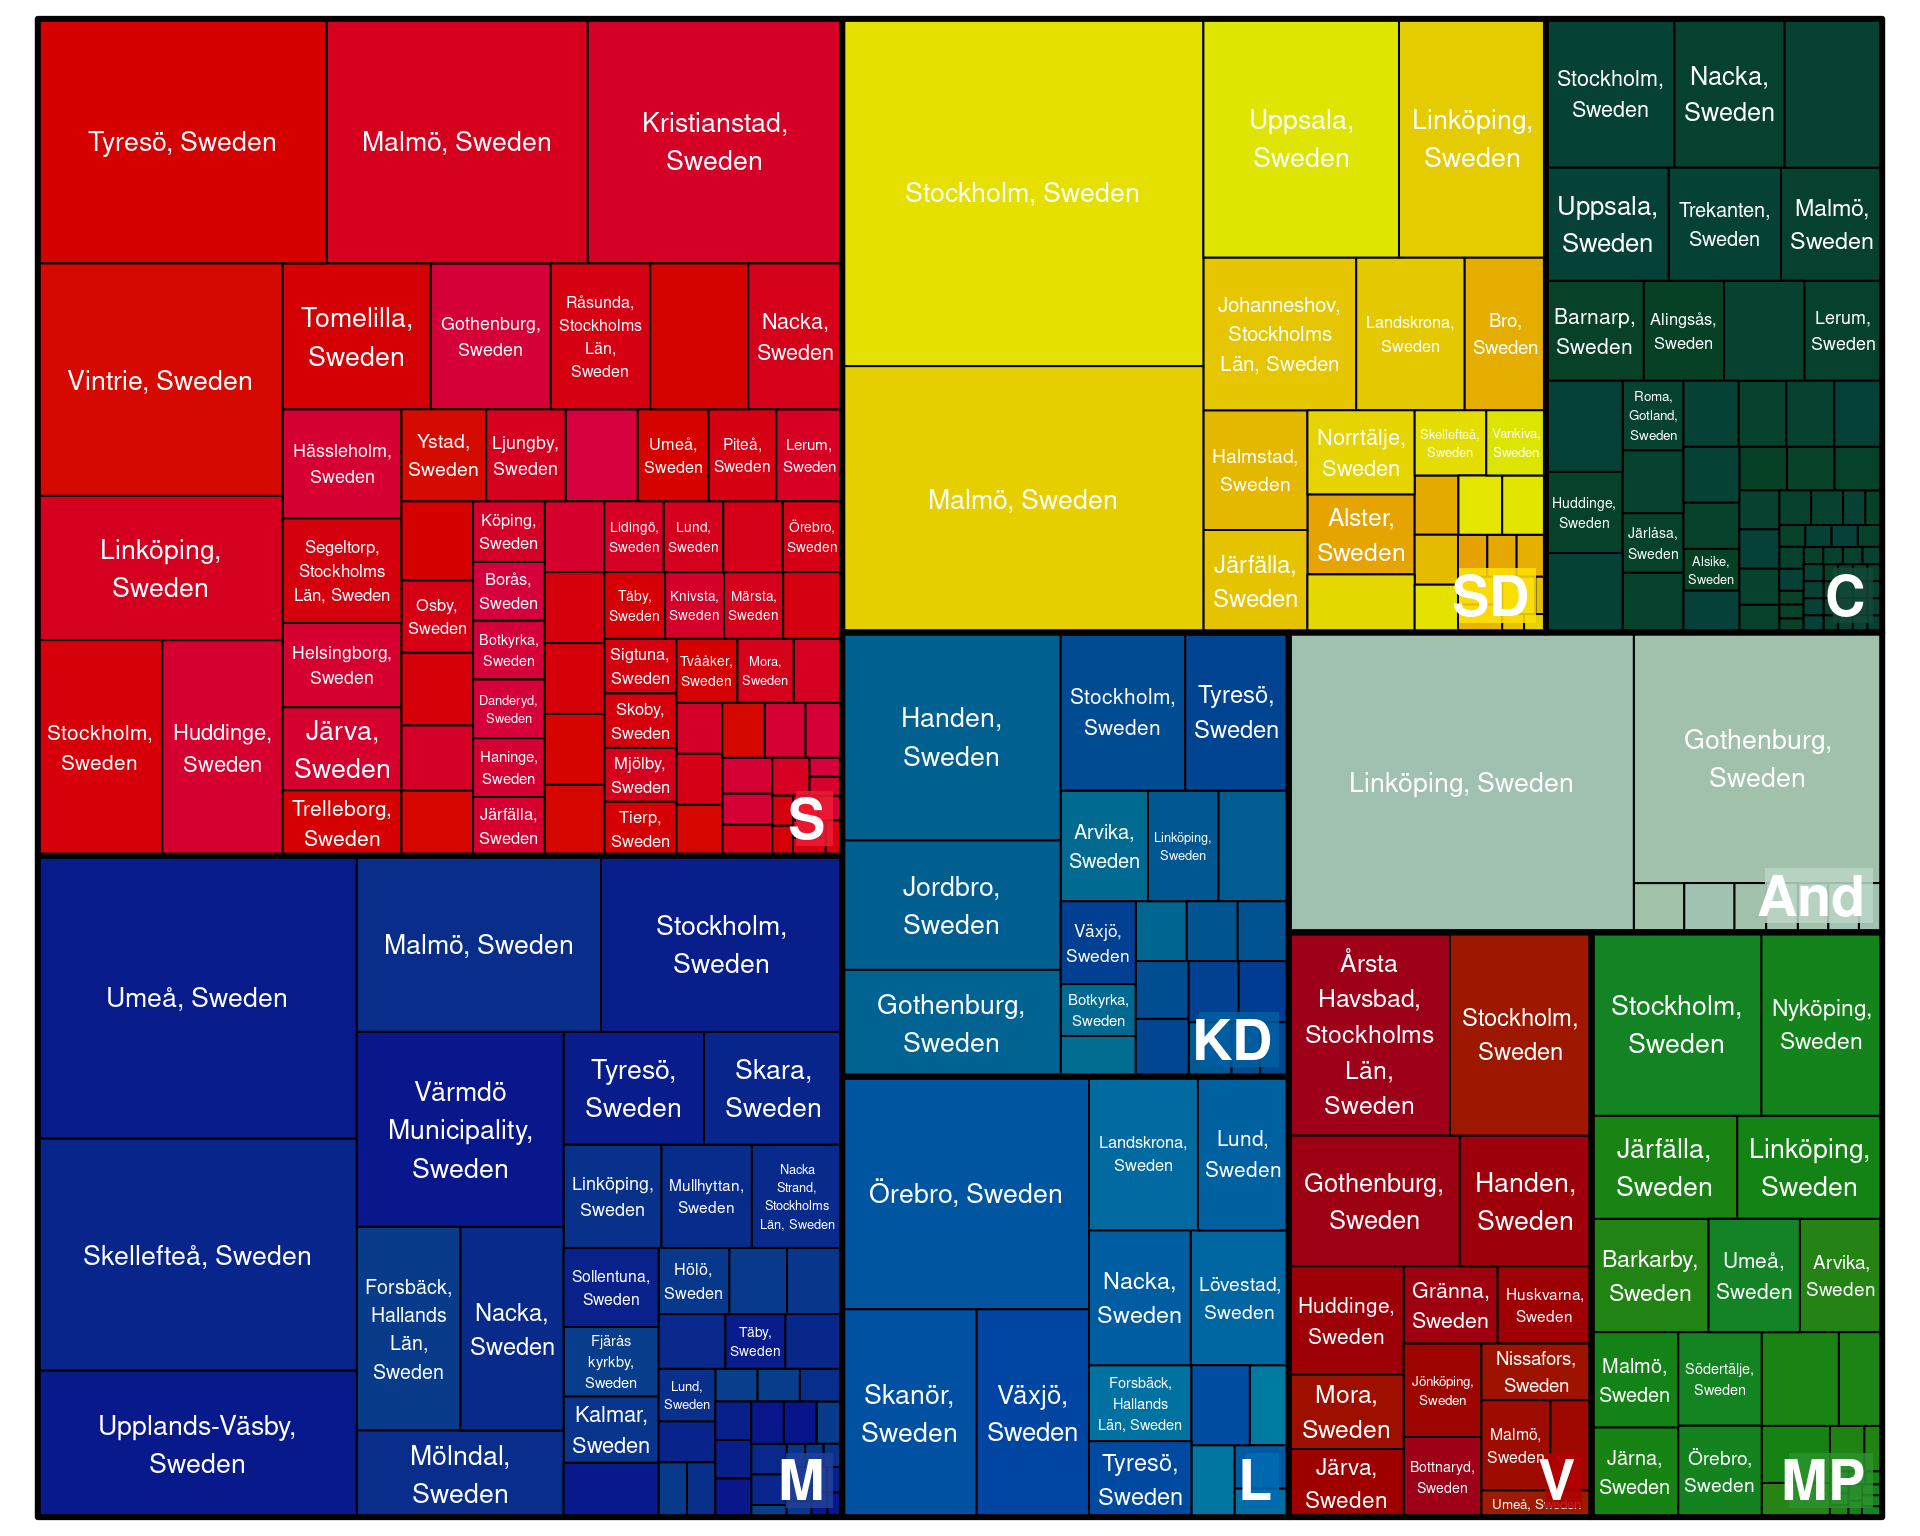 Tyresö, Sweden
Malmö, Sweden
Kristianstad,
Sweden
Vintrie, Sweden
Tomelilla,
Sweden
Gothenburg,
Sweden
Råsunda,
Stockholms
Län,
Sweden
Nacka,
Sweden
Linköping,
Sweden
Hässleholm,
Sweden
Ystad,
Sweden
Ljungby,
Sweden
Umeå,
Sweden
Piteå,
Sweden
Lerum,
Sweden
Segeltorp,
Stockholms
Län, Sweden
Köping,
Sweden
Lidingö,
Sweden
Lund,
Sweden
Örebro,
Sweden
Osby,
Sweden
Borås,
Sweden
Täby,
Sweden
Knivsta,
Sweden
Märsta,
Sweden
Stockholm,
Sweden
Huddinge,
Sweden
Helsingborg,
Sweden
Botkyrka,
Sweden
Sigtuna,
Sweden
Tvååker,
Sweden
Mora,
Sweden
Järva,
Sweden
Danderyd,
Sweden
Skoby,
Sweden
Haninge,
Sweden
Mjölby,
Sweden
Trelleborg,
Sweden
Järfälla,
Sweden
Tierp,
Sweden
S
Stockholm, Sweden
Uppsala,
Sweden
Linköping,
Sweden
Johanneshov,
Stockholms
Län, Sweden
Landskrona,
Sweden
Bro,
Sweden
Malmö, Sweden
Halmstad,
Sweden
Norrtälje,
Sweden
Skellefteå,
Sweden
Vankiva,
Sweden
Alster,
Sweden
Järfälla,
Sweden
SD
Stockholm,
Sweden
Nacka,
Sweden
Uppsala,
Sweden
Trekanten,
Sweden
Malmö,
Sweden
Barnarp,
Sweden
Alingsås,
Sweden
Lerum,
Sweden
Roma,
Gotland,
Sweden
Huddinge,
Sweden
Järlåsa,
Sweden
Alsike,
Sweden
C
Umeå, Sweden
Malmö, Sweden
Stockholm,
Sweden
Skellefteå, Sweden
Värmdö
Municipality,
Sweden
Tyresö,
Sweden
Skara,
Sweden
Linköping,
Sweden
Mullhyttan,
Sweden
Nacka
Strand,
Stockholms
Län, Sweden
Upplands-Väsby,
Sweden
Forsbäck,
Hallands
Län,
Sweden
Nacka,
Sweden
Sollentuna,
Sweden
Hölö,
Sweden
Fjärås
kyrkby,
Sweden
Täby,
Sweden
Lund,
Sweden
Kalmar,
Sweden
Mölndal,
Sweden
M
Handen,
Sweden
Stockholm,
Sweden
Tyresö,
Sweden
Arvika,
Sweden
Linköping,
Sweden
Jordbro,
Sweden
Växjö,
Sweden
Gothenburg,
Sweden
Botkyrka,
Sweden
KD
Linköping, Sweden
Gothenburg,
Sweden
And
Örebro, Sweden
Landskrona,
Sweden
Lund,
Sweden
Nacka,
Sweden
Lövestad,
Sweden
Skanör,
Sweden
Växjö,
Sweden
Forsbäck,
Hallands
Län, Sweden
Tyresö,
Sweden
L
Årsta
Havsbad,
Stockholms
Län,
Sweden
Stockholm,
Sweden
Gothenburg,
Sweden
Handen,
Sweden
Huddinge,
Sweden
Gränna,
Sweden
Huskvarna,
Sweden
Mora,
Sweden
Jönköping,
Sweden
Nissafors,
Sweden
Järva,
Sweden
Bottnaryd,
Sweden
Malmö,
Sweden
Umeå, Sweden
V
Stockholm,
Sweden
Nyköping,
Sweden
Järfälla,
Sweden
Linköping,
Sweden
Barkarby,
Sweden
Umeå,
Sweden
Arvika,
Sweden
Malmö,
Sweden
Södertälje,
Sweden
Järna,
Sweden
Örebro,
Sweden
MP